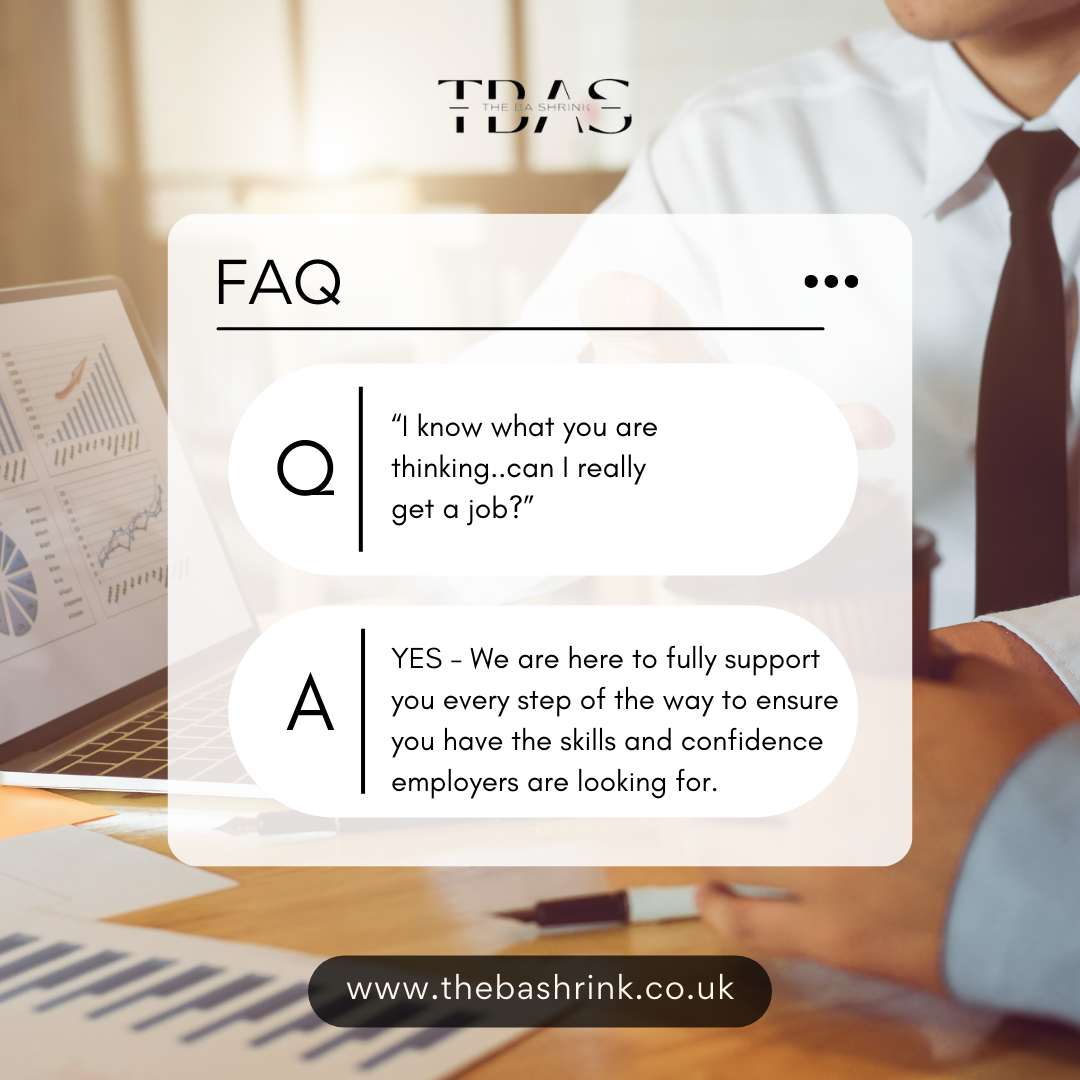 TBAS
THE BA SHRINK
FAQ
Q
“I know what you are
thinking..can I really
get a job?”
A
YES – We are here to fully support
you every step of the way to ensure
you have the skills and confidence
employers are looking for.
www.thebashrink.co.uk